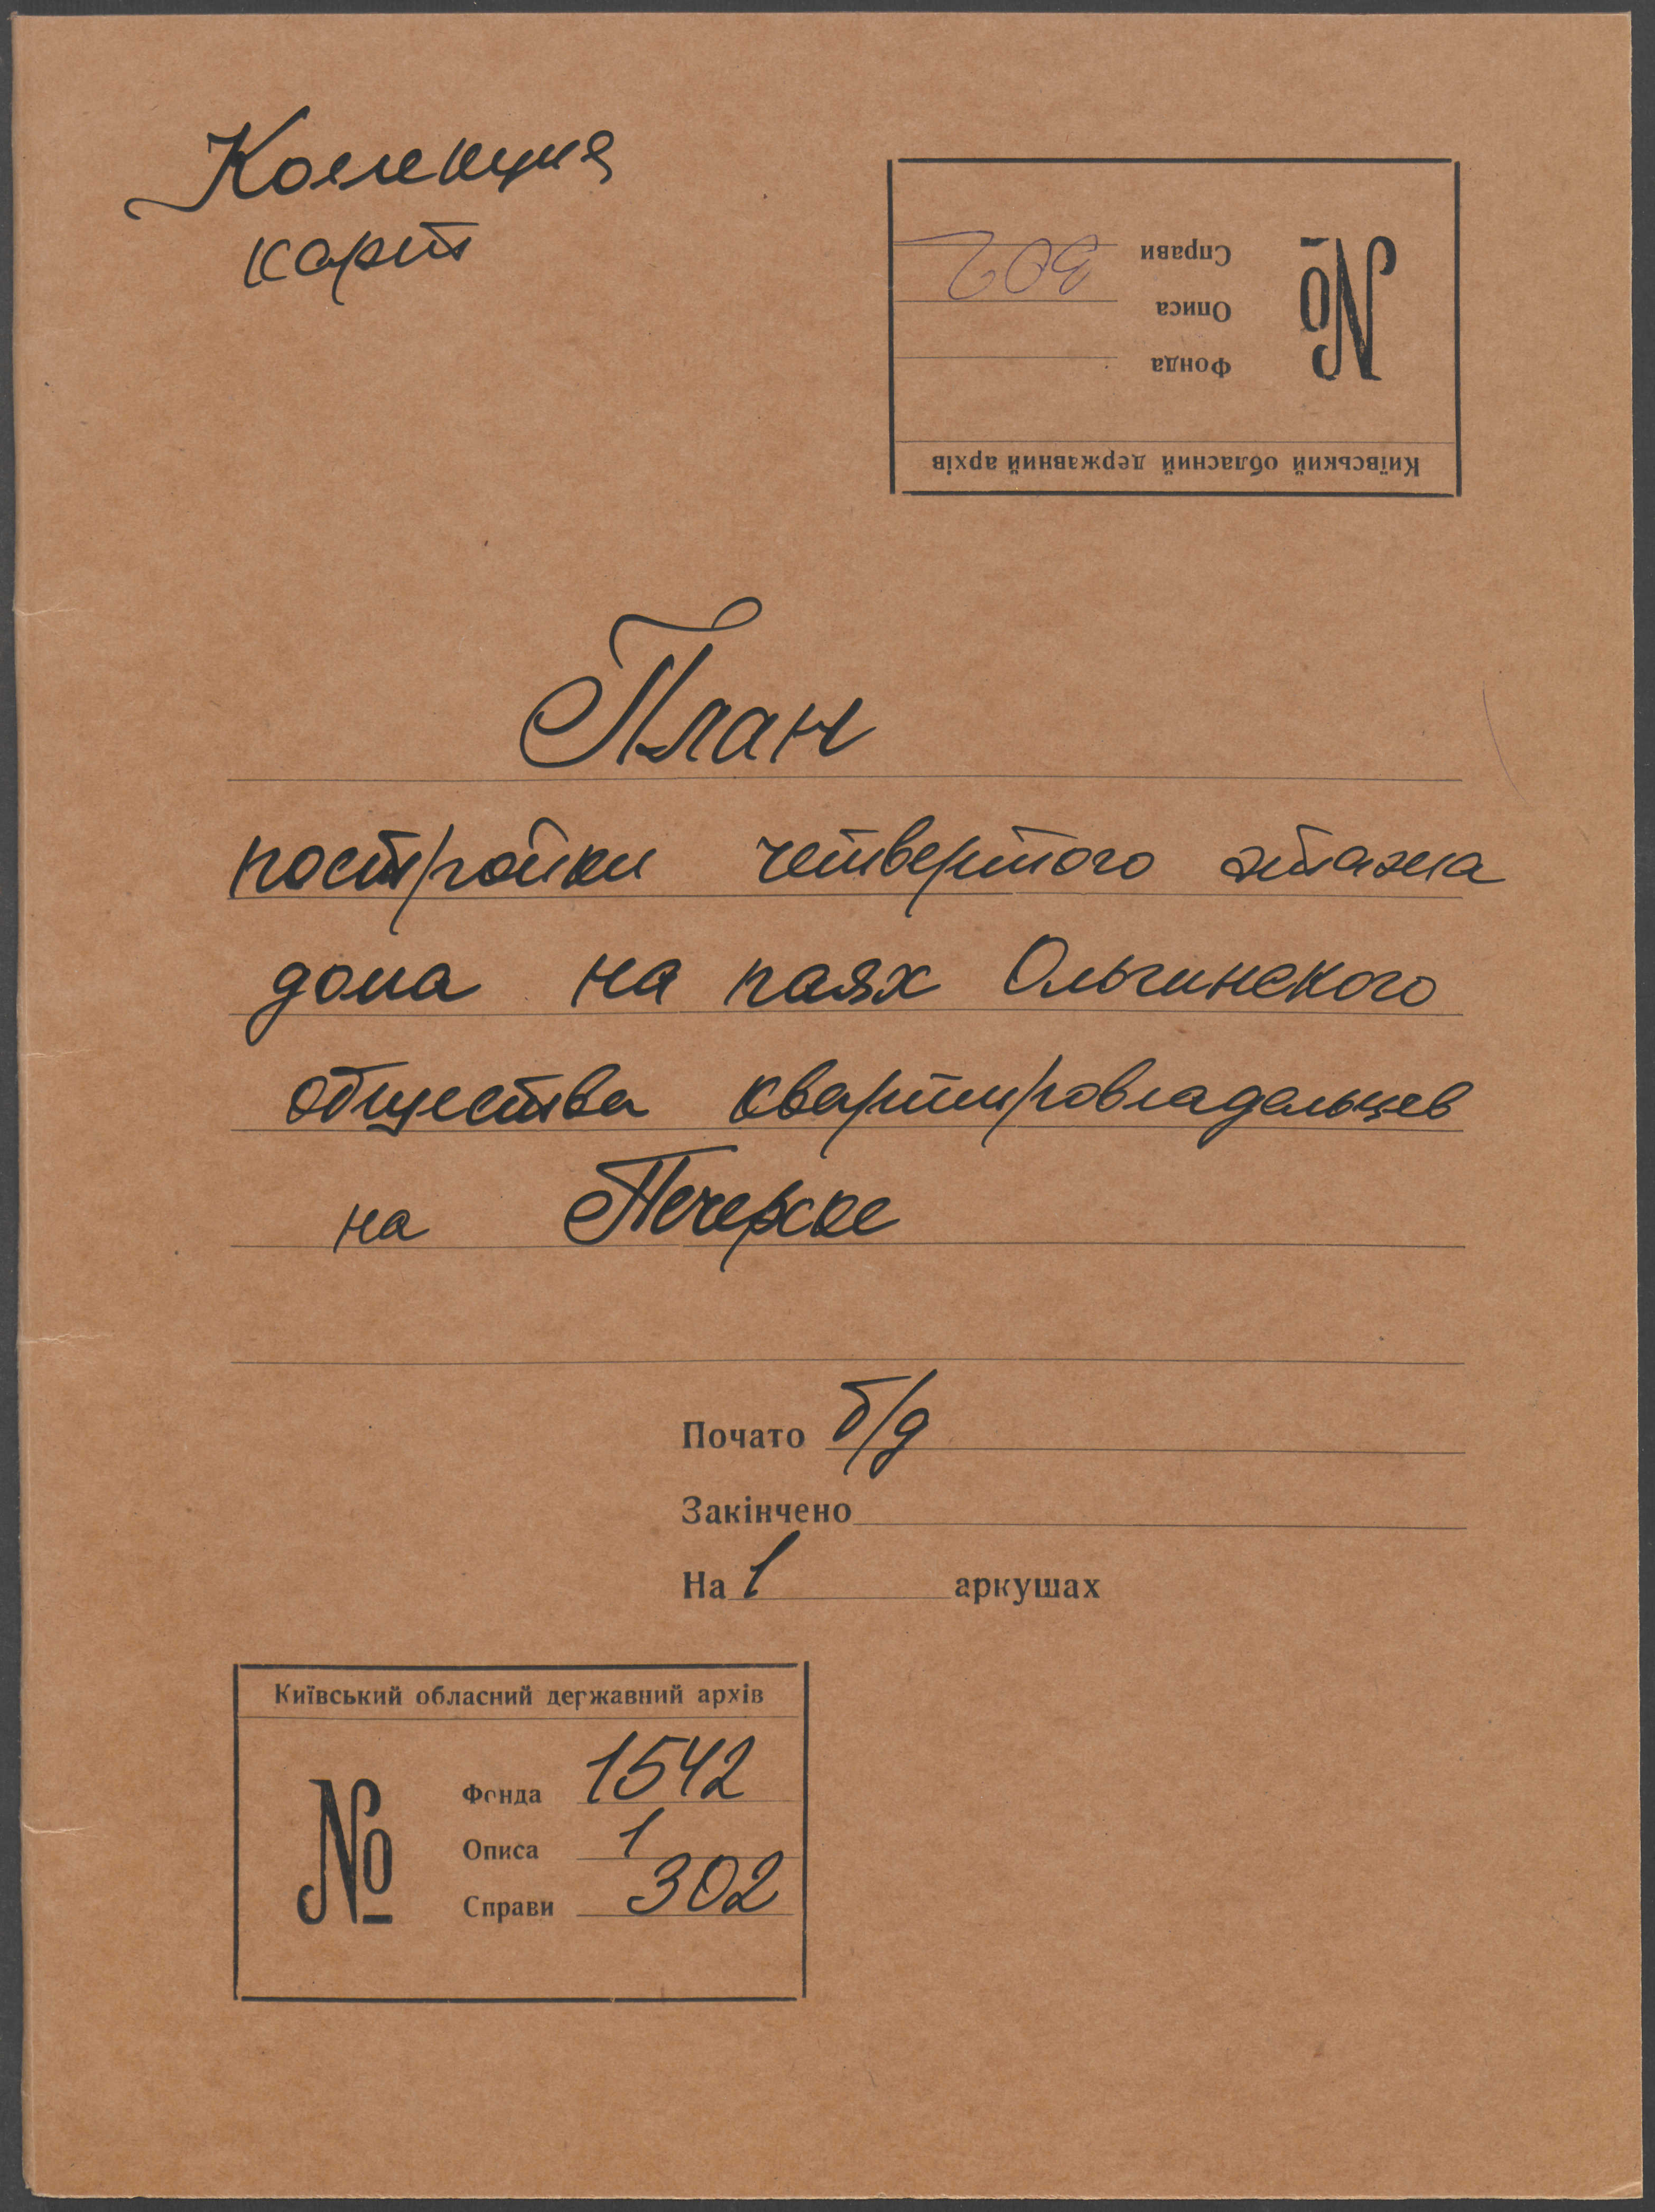 Коллекция
карт
Київський обласний державний архів
№
Фонда
Описа
Справи 302
План
постройки четвертого этажа
дома на паях Ольгинского
общества квартировладельцев
на Печерске
Почато б/д
Закінчено
На 1 аркушах
Київський обласний державний архів
№
Фонда 1542
Описа 1
Справи 302